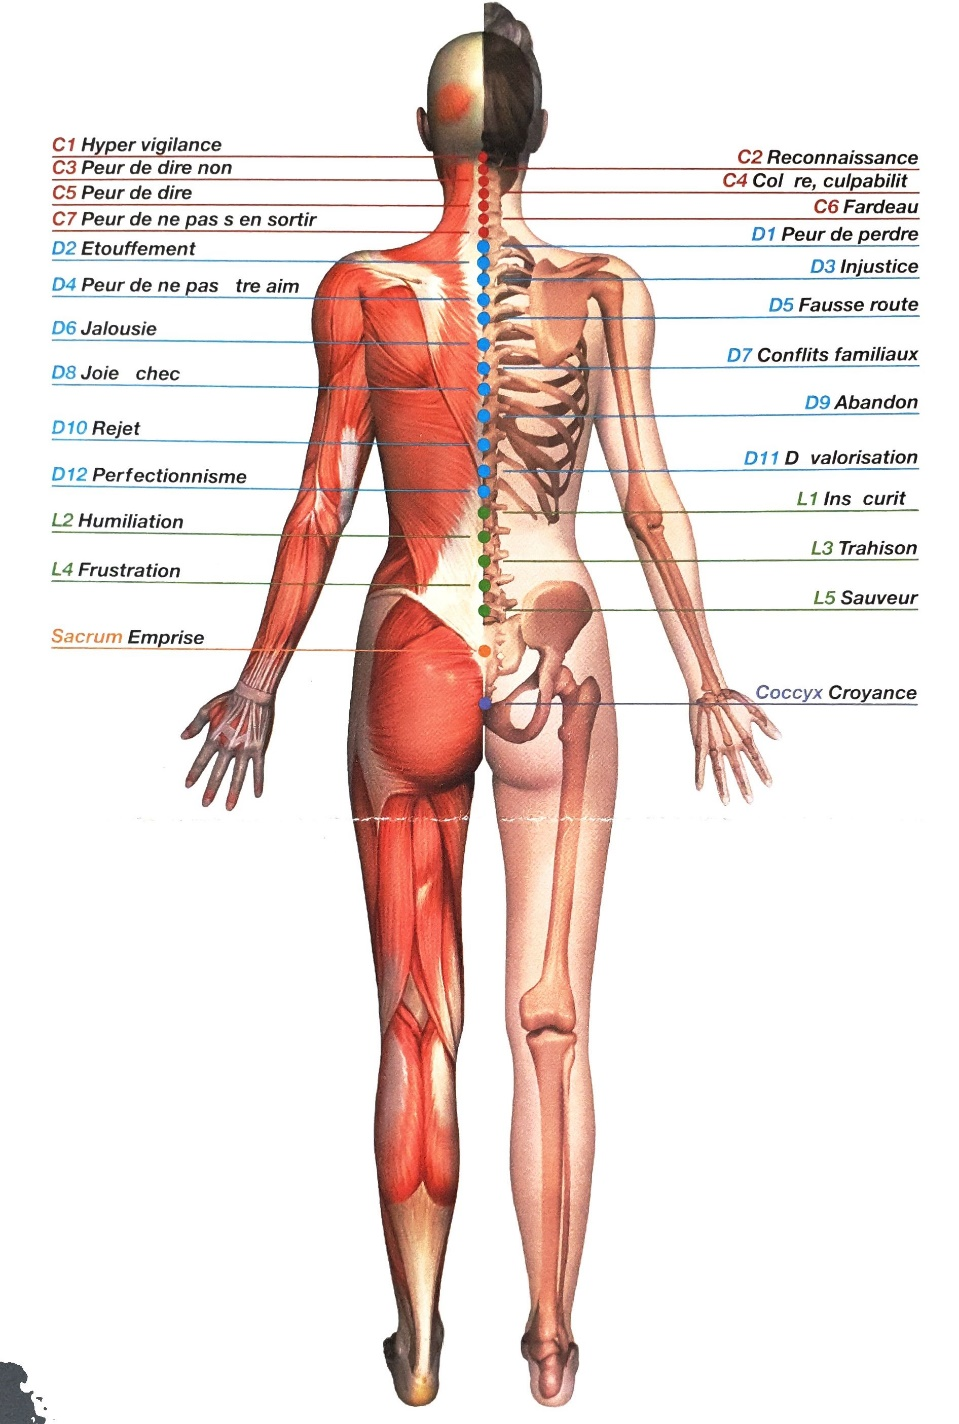 C1 Hyper vigilance
C2 Reconnaissance
C3 Peur de dire non
C4 Col re, culpabilit
C5 Peur de dire
C6 Fardeau
C7 Peur de ne pas s en sortir
D1 Peur de perdre
D2 Etouffement
D3 Injustice
D4 Peur de ne pas tre aim
D5 Fausse route
D6 Jalousie
D7 Conflits familiaux
D8 Joie chec
D9 Abandon
D10 Rejet
D11 D valorisation
D12 Perfectionnisme
L1 Ins curit
L2 Humiliation
L3 Trahison
L4 Frustration
L5 Sauveur
Sacrum Emprise
Coccyx Croyance